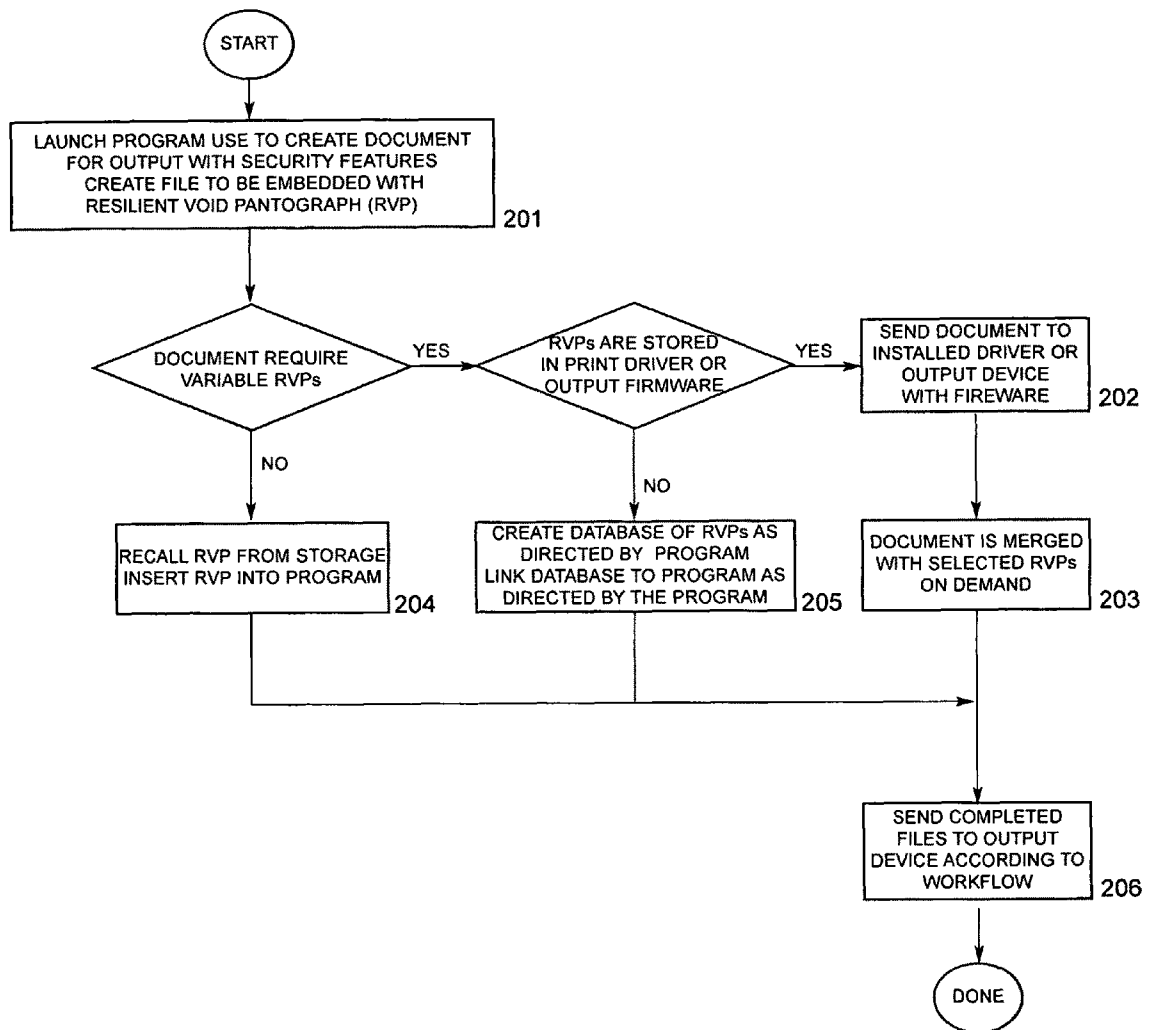 START
LAUNCH PROGRAM USE TO CREATE DOCUMENT
FOR OUTPUT WITH SECURITY FEATURES
CREATE FILE TO BE EMBEDDED WITH
RESILIENT VOID PANTOGRAPH (RVP)
201
DOCUMENT REQUIRE
VARIABLE RVPs
YES
NO
RVPs ARE STORED
IN PRINT DRIVER OR
OUTPUT FIRMWARE
YES
NO
SEND DOCUMENT TO
INSTALLED DRIVER OR
OUTPUT DEVICE
WITH FIREWARE
202
RECALL RVP FROM STORAGE
INSERT RVP INTO PROGRAM
204
CREATE DATABASE OF RVPs AS
DIRECTED BY PROGRAM
LINK DATABASE TO PROGRAM AS
DIRECTED BY THE PROGRAM
205
DOCUMENT IS MERGED
WITH SELECTED RVPs
ON DEMAND
203
SEND COMPLETED
FILES TO OUTPUT
DEVICE ACCORDING TO
WORKFLOW
206
DONE